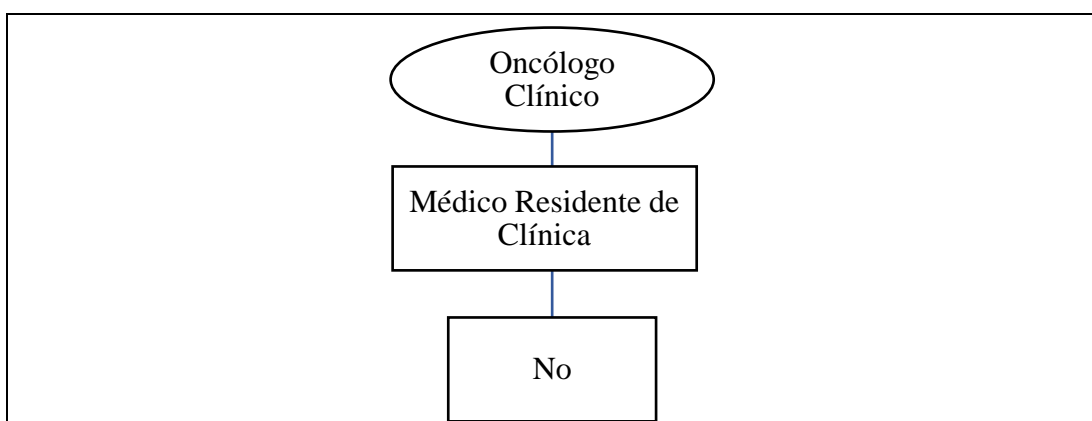 Oncólogo
Clínico
Médico Residente de
Clínica
No